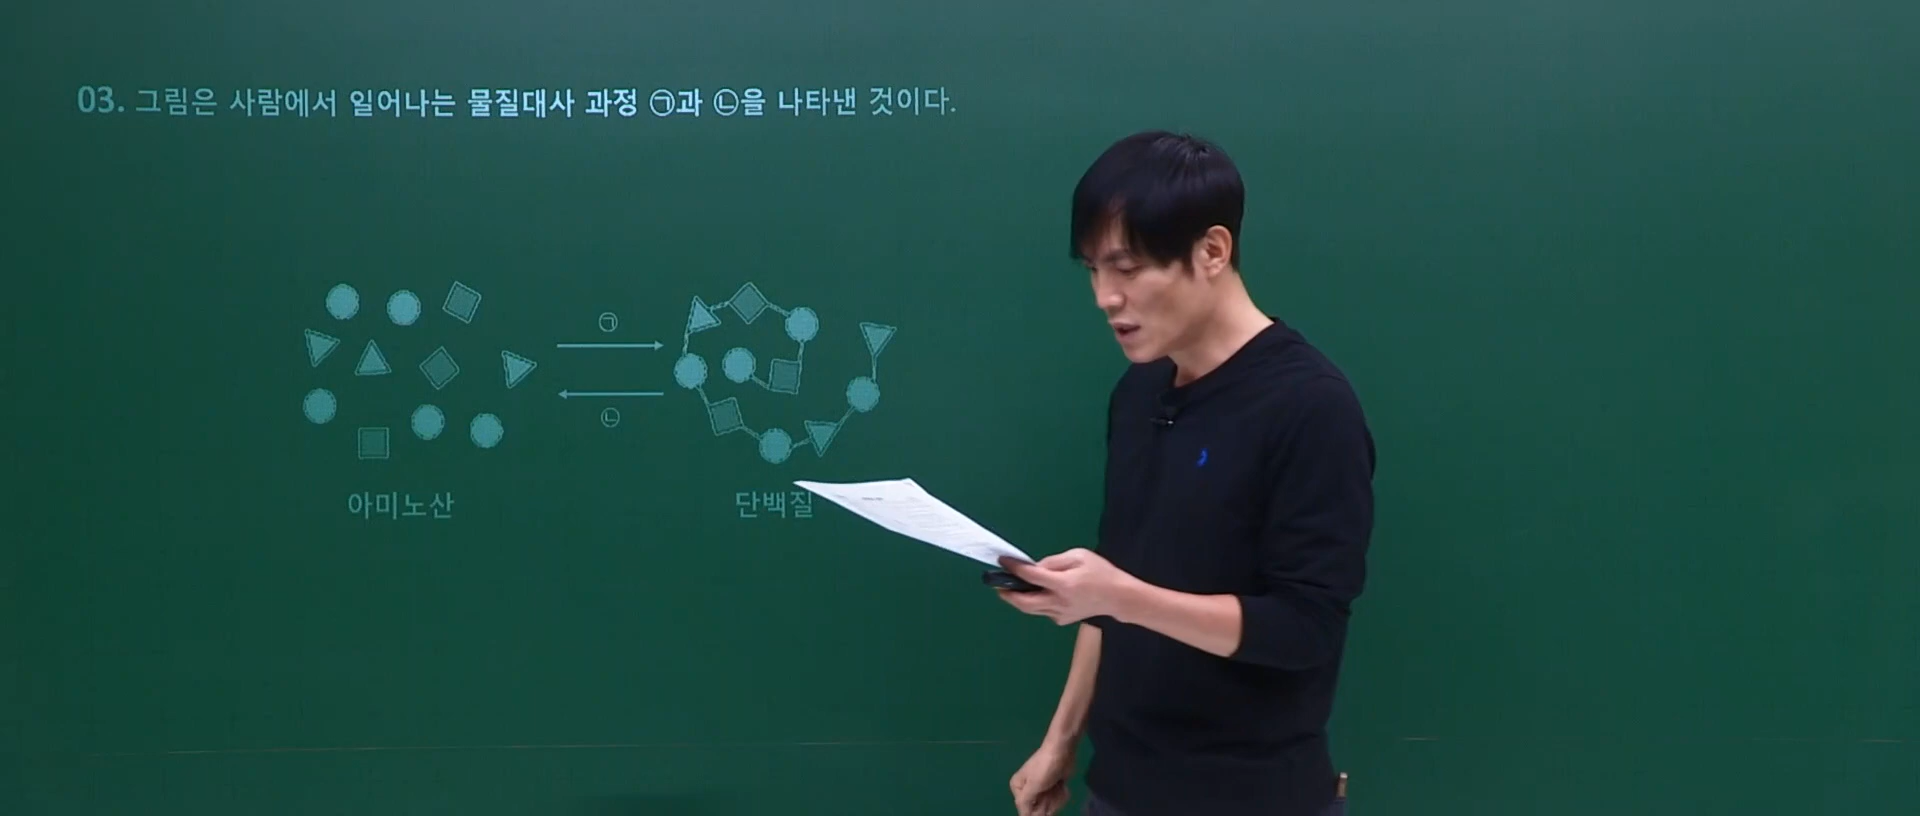 03. 그림은 사람에서 일어나는 물질대사 과정 ㉠과 ㉡을 나타낸 것이다.
㉠
㉡
아미노산
단백질